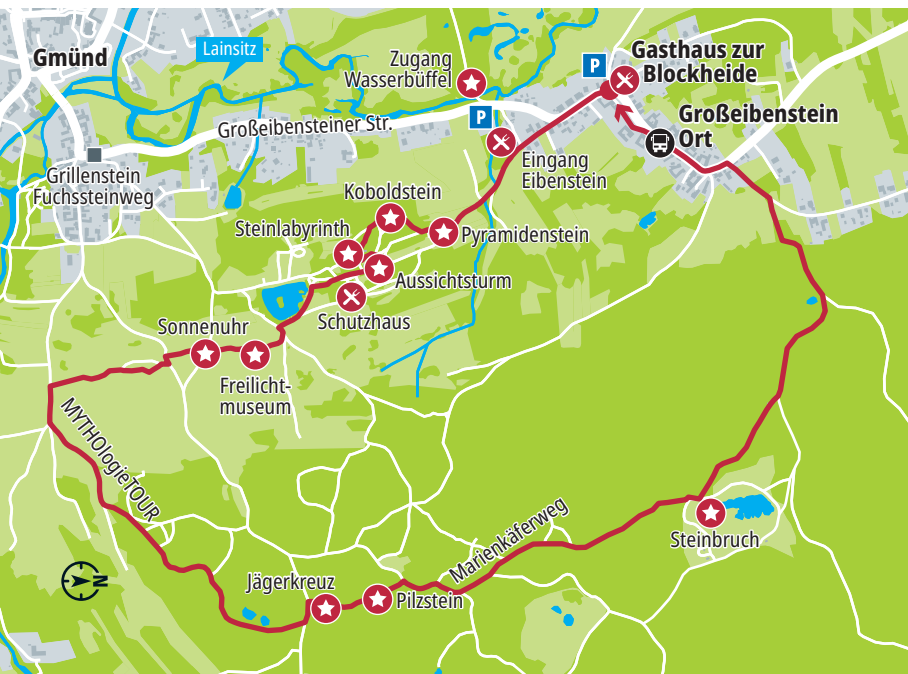 Gmünd
Lainsitz
Zugang
Wasserbüffel
P
Gasthaus zur
Blockheide
P
Großeibensteiner Str.
Großeibenstein
Ort
Grillenstein
Fuchssteinweg
Eingang
Eibenstein
Koboldstein
Steinlabyrinth
Pyramidenstein
Aussichtsturm
Schutzhaus
Sonnenuhr
Freilicht-
museum
MYTHOlogieTOUR
Marienkäferweg
Steinbruch
N
Jägerkreuz
Pilzstein